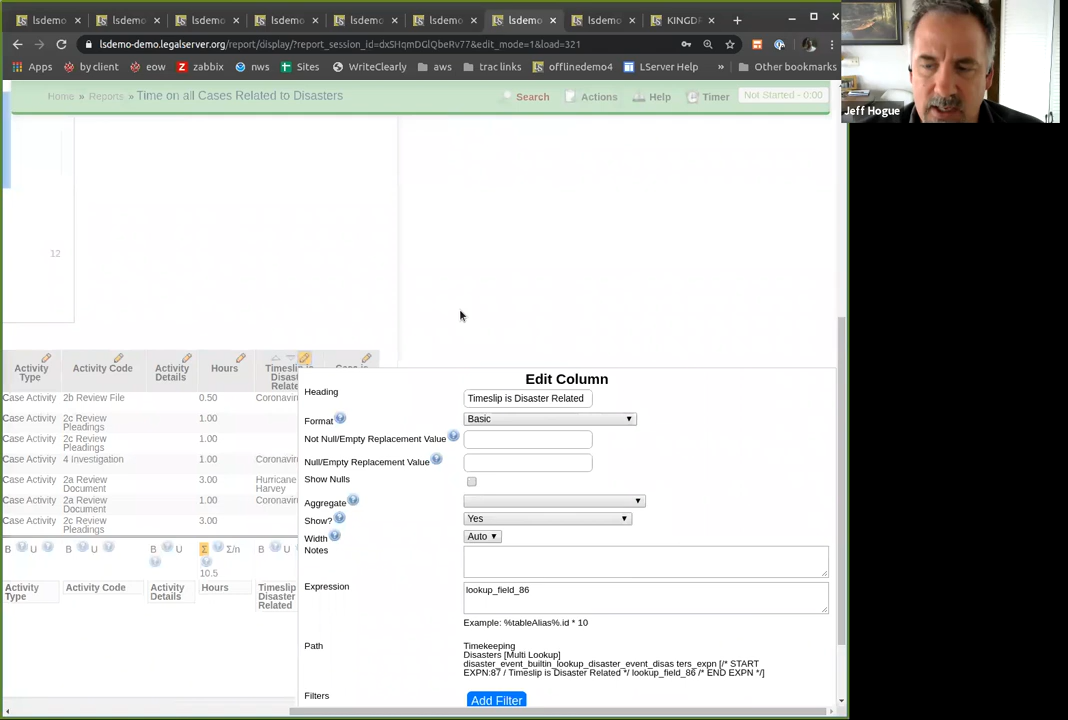 lsdemo × lsdemo × lsdemo × lsdemo × lsdemo × lsdemo × lsdemo × lsdemo × KINGDF × +
lsdemo-demo.legalserver.org/report/display/?report_session_id=dxSHqmDGlQbeRv77&edit_mode=1&load=321
Apps by client eow zabbix nws Sites WriteClearly aws trac links offlinedemo4 LServer Help » Other bookmarks
Home » Reports » Time on all Cases Related to Disasters Search Actions Help Timer Not Started - 0:00
Jeff Hogue
12
Activity Type Activity Code Activity Details Hours Timeslip is Disast Relate Case is
Case Activity 2b Review File 0.50 Coronavir
Case Activity 2c Review Pleadings 1.00
Case Activity 2c Review Pleadings 1.00
Case Activity 4 Investigation 1.00 Coronavir
Case Activity 2a Review Document 3.00 Hurricane Harvey
Case Activity 2a Review Document 1.00 Coronavir
Case Activity 2c Review Pleadings 3.00
B U B U B U Σ Σ/n B U
10.5
Activity Type Activity Code Activity Details Hours Timeslip Disaster Related
Edit Column
Heading Timeslip is Disaster Related
Format Basic
Not Null/Empty Replacement Value
Null/Empty Replacement Value
Show Nulls
Aggregate
Show? Yes
Width Auto
Notes
Expression lookup_field_86
Example: %tableAlias%.id * 10
Path Timekeeping
Disasters [Multi Lookup]
disaster_event_builtin_lookup_disaster_event_disas ters_expn [/* START
EXPN:87 / Timeslip is Disaster Related */ lookup_field_86 /* END EXPN */]
Filters Add Filter